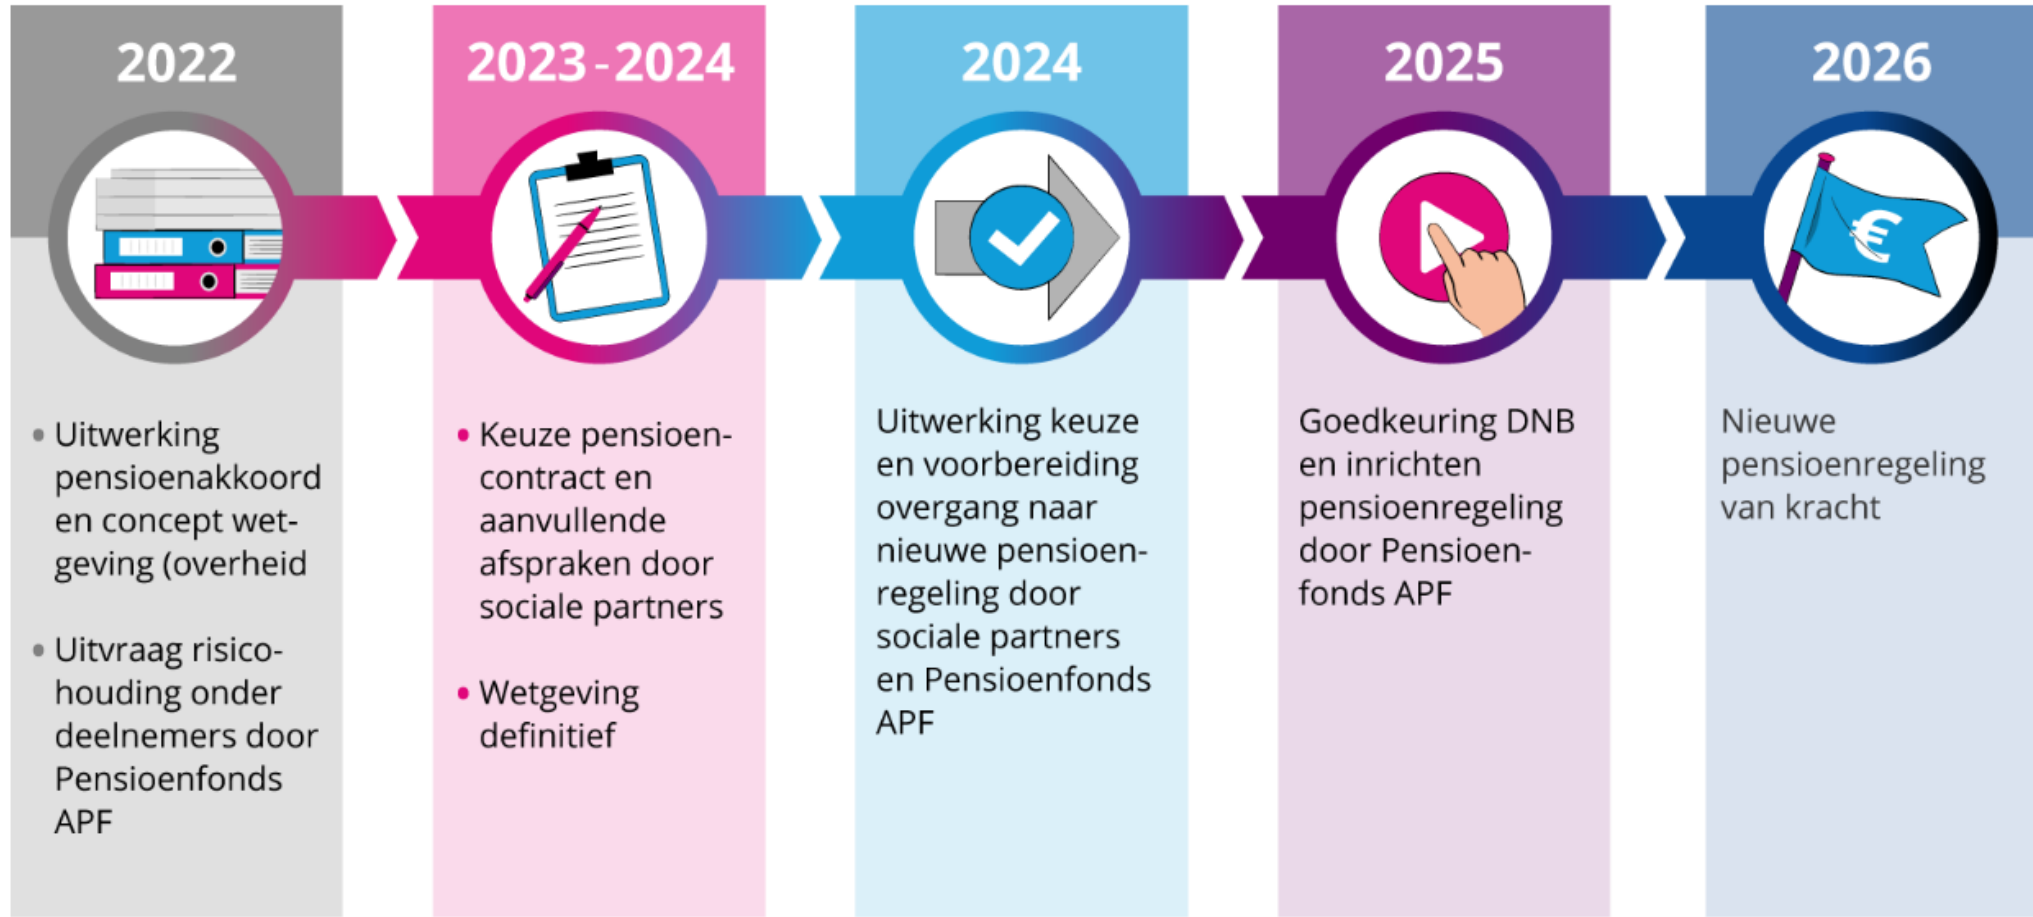 2022
• Uitwerking
pensioenakkoord
en concept wet-
geving (overheid
• Uitvraag risico-
houding onder
deelnemers door
Pensioenfonds
APF
2023 - 2024
• Keuze pensioen-
contract en
aanvullende
afspraken door
sociale partners
• Wetgeving
definitief
2024
Uitwerking keuze
en voorbereiding
overgang naar
nieuwe pensioen-
regeling door
sociale partners
en Pensioenfonds
APF
2025
Goedkeuring DNB
en inrichten
pensioenregeling
door Pensioen-
fonds APF
2026
€
Nieuwe
pensioenregeling
van kracht